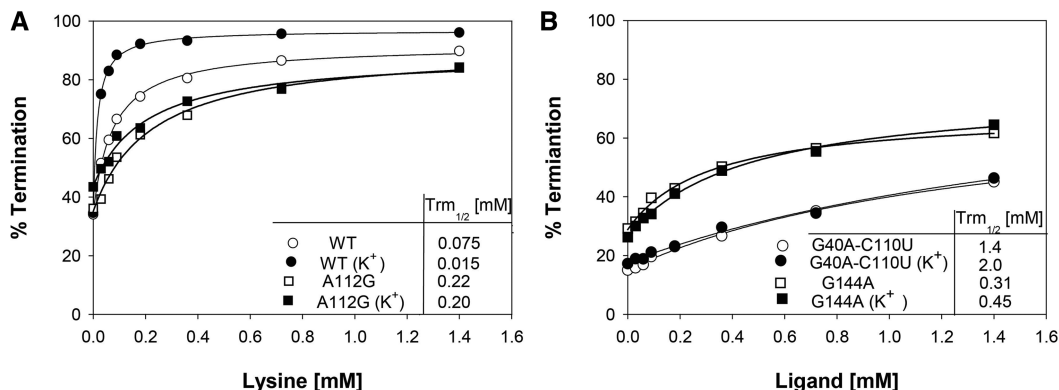 A
% Termination
100
80
60
40
20
0
0.0 0.2 0.4 0.6 0.8 1.0 1.2 1.4 1.6
Lysine [mM]
Trm1/2 [mM]
WT 0.075
WT (K+) 0.015
A112G 0.22
A112G (K+) 0.20
B
% Termiantion
100
80
60
40
20
0
0.0 0.2 0.4 0.6 0.8 1.0 1.2 1.4 1.6
Ligand [mM]
Trm1/2 [mM]
G40A-C110U 1.4
G40A-C110U (K+) 2.0
G144A 0.31
G144A (K+) 0.45